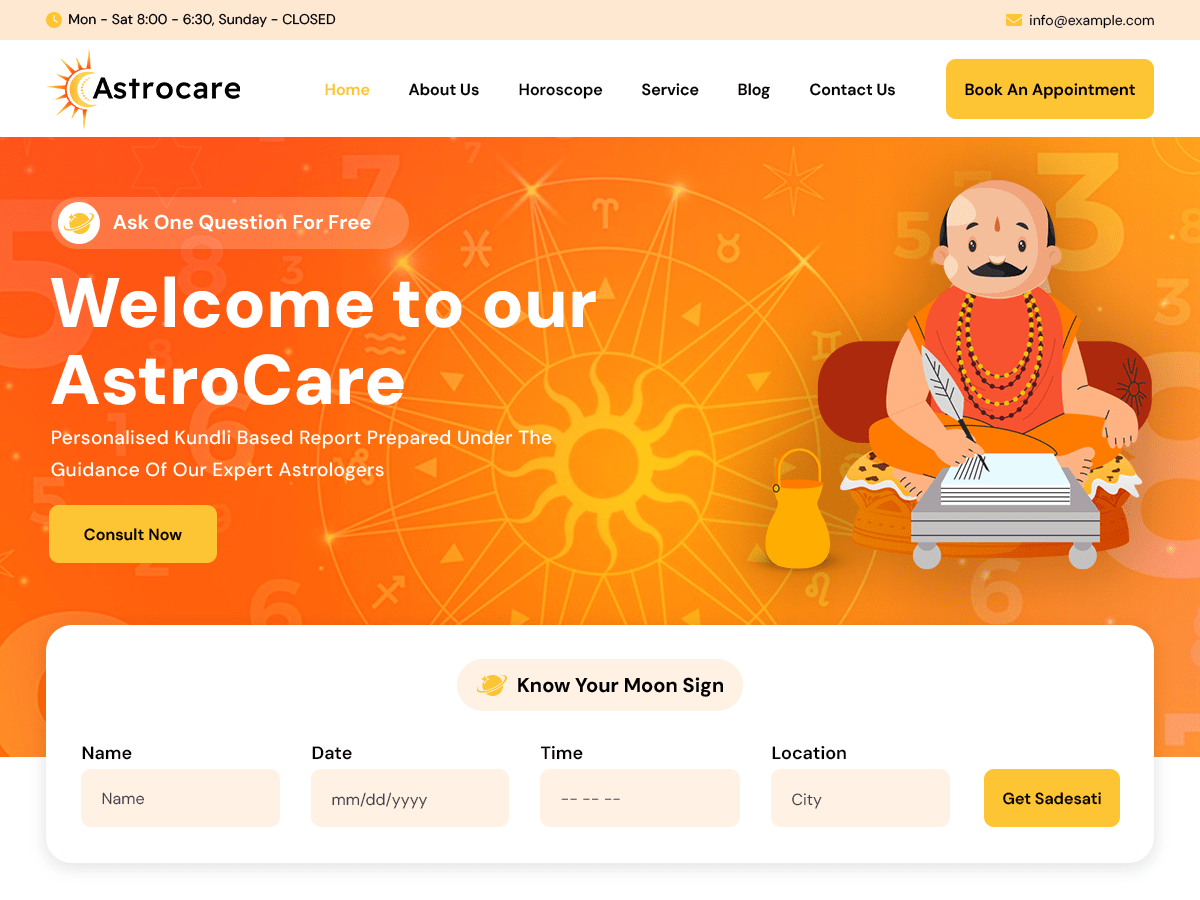 Mon - Sat 8:00 - 6:30, Sunday - CLOSED
info@example.com
Astrocare
Home
About Us
Horoscope
Service
Blog
Contact Us
Book An Appointment
Ask One Question For Free
Welcome to our
AstroCare
Personalised Kundli Based Report Prepared Under The
Guidance Of Our Expert Astrologers
Consult Now
Know Your Moon Sign
Name
Date
Time
Location
Name
mm/dd/yyyy
-- -- --
City
Get Sadesati